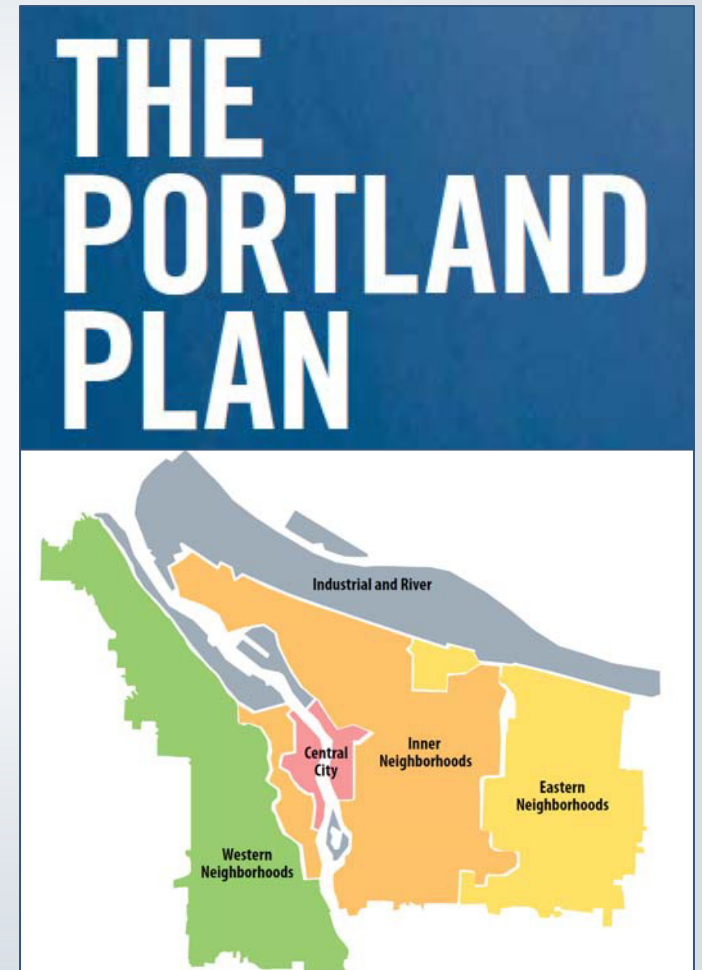 THE
PORTLAND
PLAN
Industrial and River
Central
City
Inner
Neighborhoods
Eastern
Neighborhoods
Western
Neighborhoods